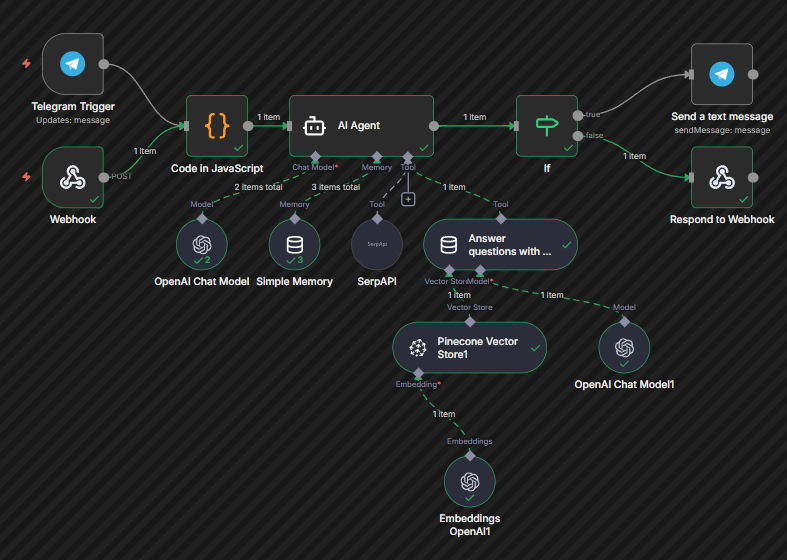 Telegram Trigger
Updates: message
1 item
POST
Webhook
{}
Code in JavaScript
1 item
AI Agent
Chat Model*
Memory
Tool
1 item
If
true
false
1 item
Send a text message
sendMessage: message
Respond to Webhook
2 items total
3 items total
1 item
Model
Memory
Tool
Tool
2
OpenAI Chat Model
3
Simple Memory
SerpApi
SerpAPI
+
Answer
questions with ...
Vector Stor
Model*
1 item
1 item
Vector Store
Model
Pinecone Vector
Store1
OpenAI Chat Model1
Embedding*
1 item
Embeddings
Embeddings
OpenAI1